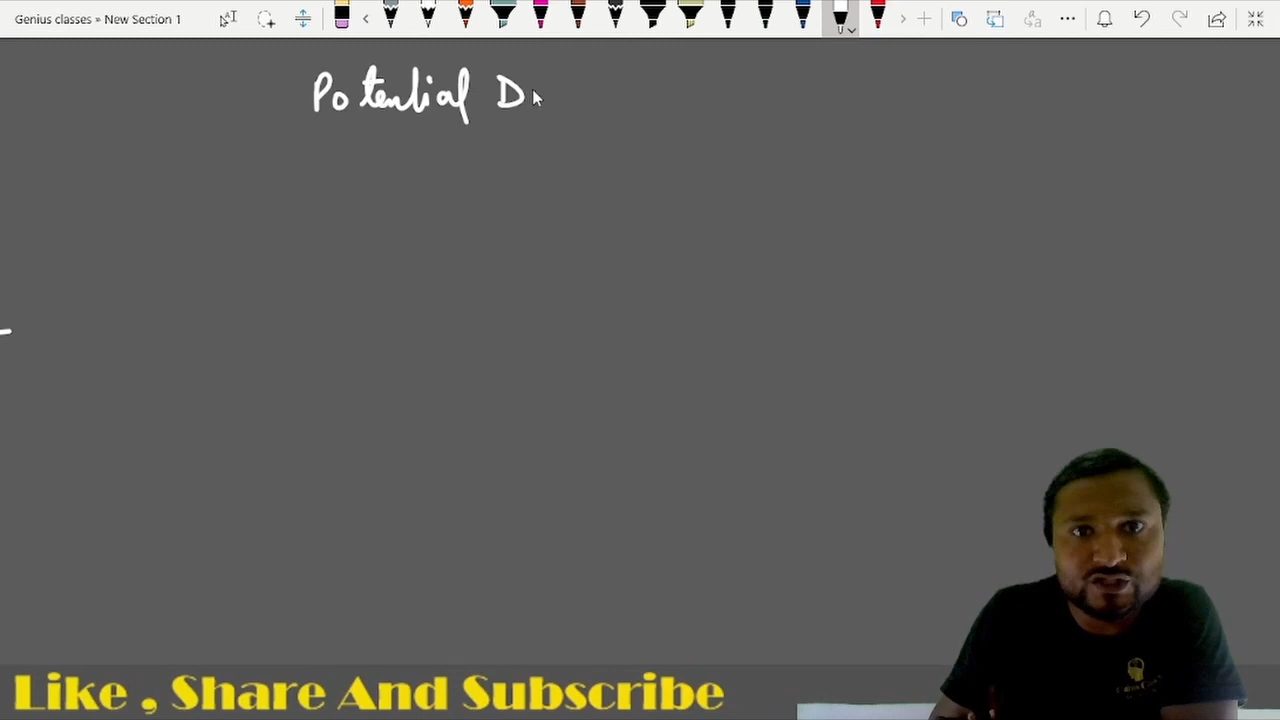 Genius classes » New Section 1
Potential D
Like , Share And Subscribe